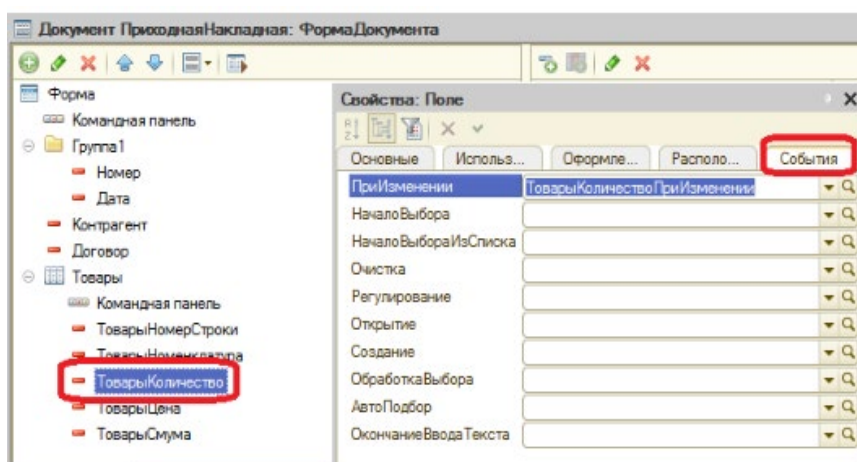 Документ ПриходнаяНакладная: ФормаДокумента
Форма
Командная панель
Группа1
Номер
Дата
Контрагент
Договор
Товары
Командная панель
ТоварыНомерСтроки
ТоварыНоменклатура
ТоварыКоличество
ТоварыЦена
ТоварыСмума
Свойства: Поле
Основные Использ... Оформле... Располо... События
ПриИзменении ТоварыКоличествоПриИзменении
НачалоВыбора
НачалоВыбораИзСписка
Очистка
Регулирование
Открытие
Создание
ОбработкаВыбора
АвтоПодбор
ОкончаниеВводаТекста